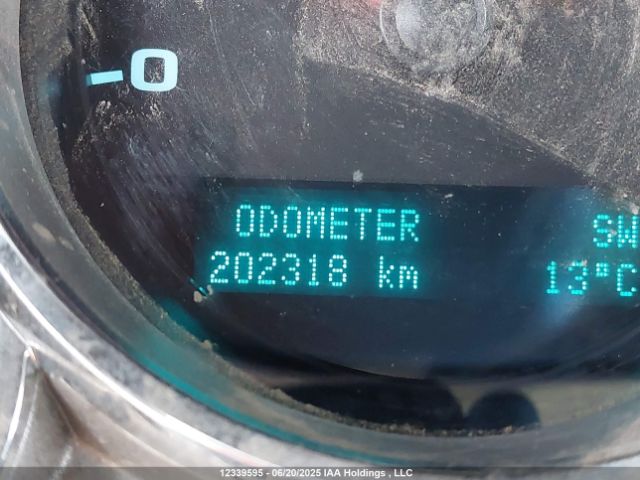 -0
ODOMETER SW
202318 km 13°C
12339595 - 06/20/2025 IAA Holdings , LLC